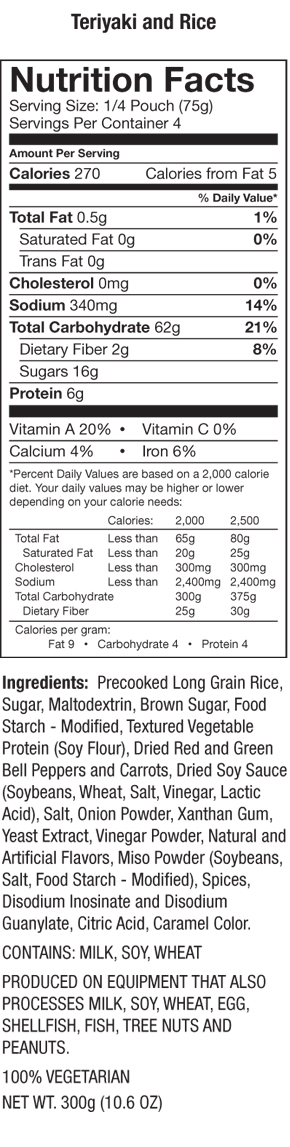 Teriyaki and Rice
Nutrition Facts
Serving Size: 1/4 Pouch (75g)
Servings Per Container 4
Amount Per Serving
Calories 270 Calories from Fat 5
% Daily Value*
Total Fat 0.5g 1%
Saturated Fat 0g 0%
Trans Fat 0g
Cholesterol 0mg 0%
Sodium 340mg 14%
Total Carbohydrate 62g 21%
Dietary Fiber 2g 8%
Sugars 16g
Protein 6g
Vitamin A 20% • Vitamin C 0%
Calcium 4% • Iron 6%
*Percent Daily Values are based on a 2,000 calorie
diet. Your daily values may be higher or lower
depending on your calorie needs:
Calories: 2,000 2,500
Total Fat Less than 65g 80g
Saturated Fat Less than 20g 25g
Cholesterol Less than 300mg 300mg
Sodium Less than 2,400mg 2,400mg
Total Carbohydrate 300g 375g
Dietary Fiber 25g 30g
Calories per gram:
Fat 9 • Carbohydrate 4 • Protein 4
Ingredients: Precooked Long Grain Rice,
Sugar, Maltodextrin, Brown Sugar, Food
Starch - Modified, Textured Vegetable
Protein (Soy Flour), Dried Red and Green
Bell Peppers and Carrots, Dried Soy Sauce
(Soybeans, Wheat, Salt, Vinegar, Lactic
Acid), Salt, Onion Powder, Xanthan Gum,
Yeast Extract, Vinegar Powder, Natural and
Artificial Flavors, Miso Powder (Soybeans,
Salt, Food Starch - Modified), Spices,
Disodium Inosinate and Disodium
Guanylate, Citric Acid, Caramel Color.
CONTAINS: MILK, SOY, WHEAT
PRODUCED ON EQUIPMENT THAT ALSO
PROCESSES MILK, SOY, WHEAT, EGG,
SHELLFISH, FISH, TREE NUTS AND
PEANUTS.
100% VEGETARIAN
NET WT. 300g (10.6 OZ)